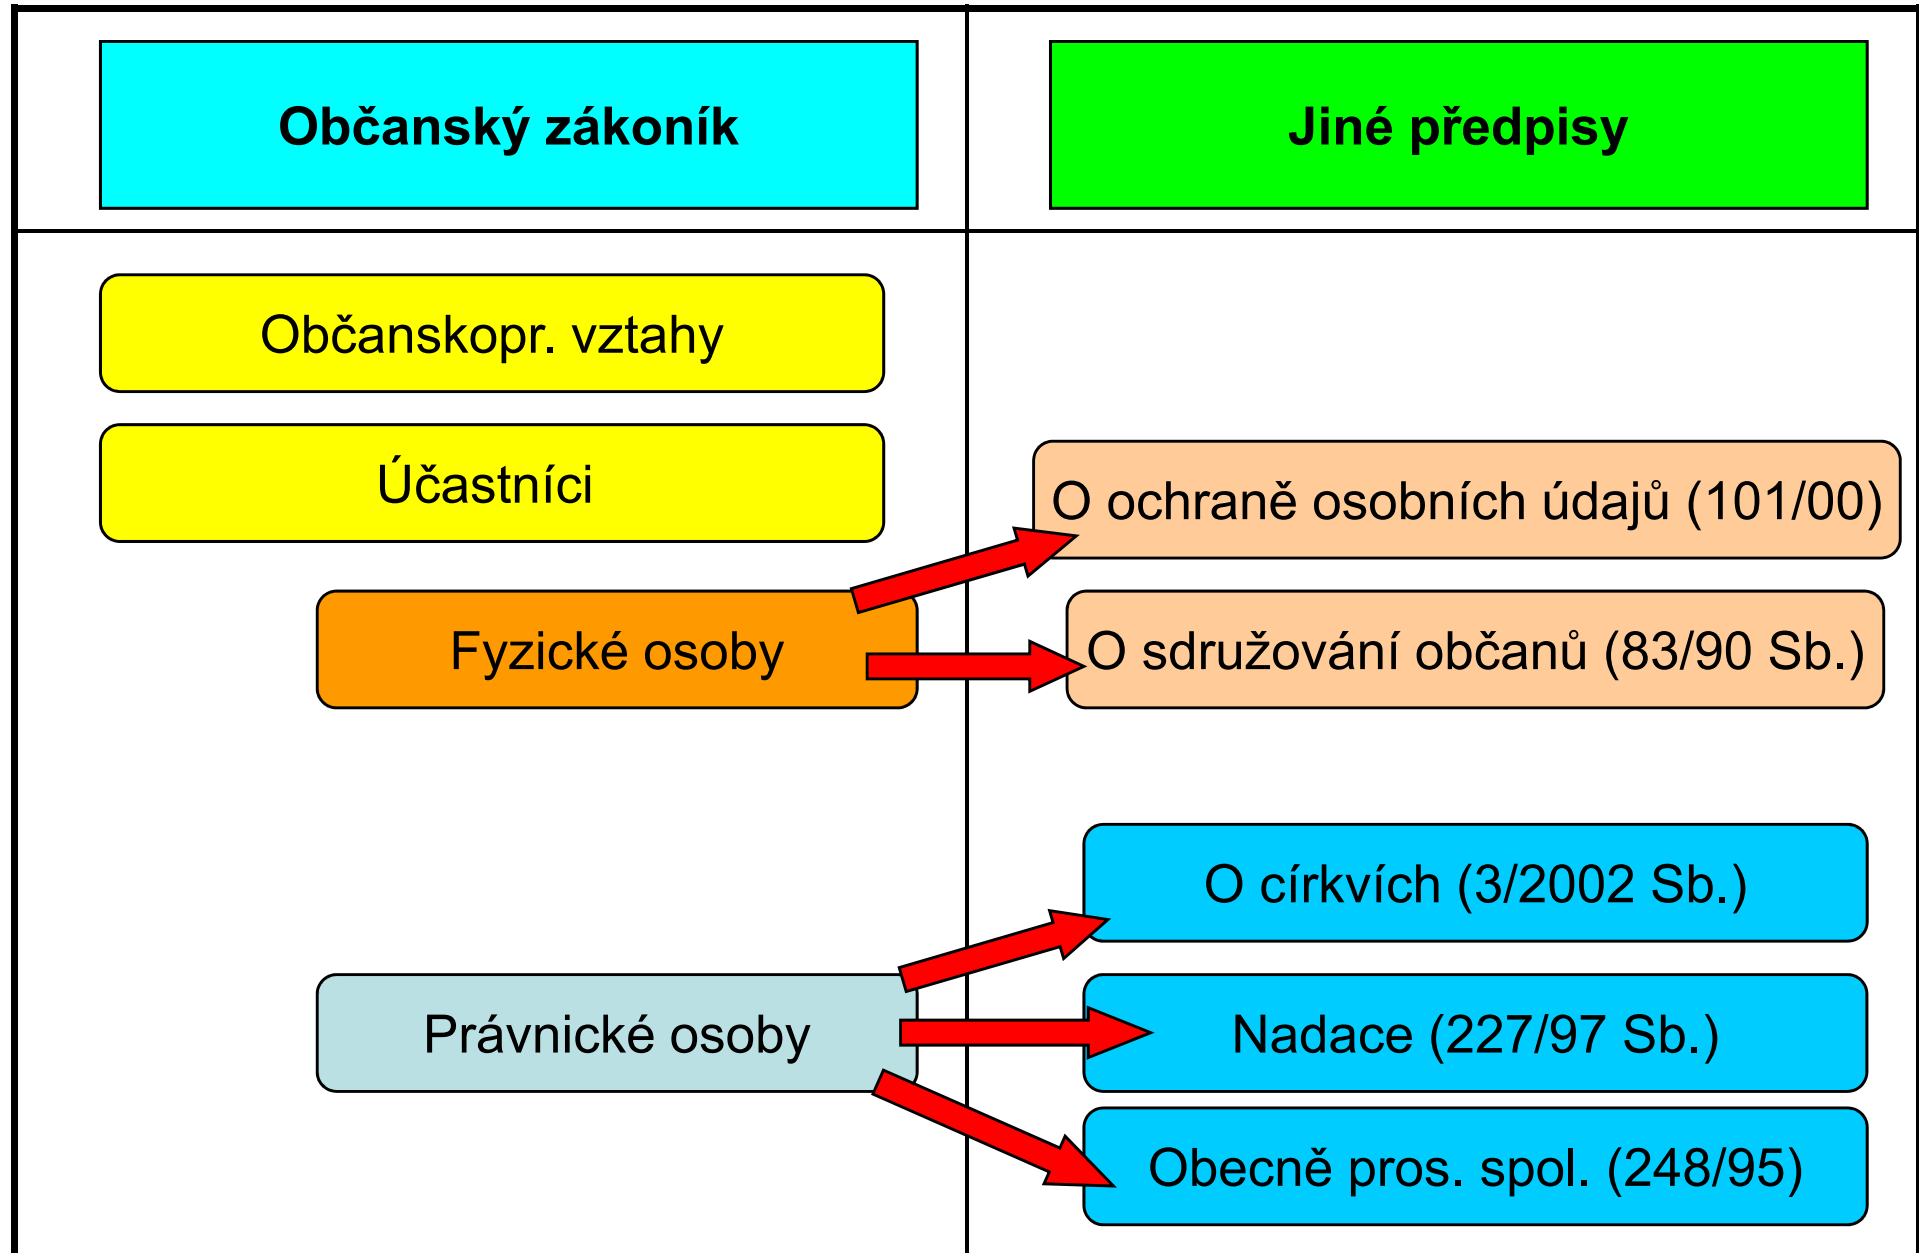 Občanský zákoník
Jiné předpisy
Občanskopr. vztahy
Účastníci
O ochraně osobních údajů (101/00)
Fyzické osoby
O sdružování občanů (83/90 Sb.)
O církvích (3/2002 Sb.)
Právnické osoby
Nadace (227/97 Sb.)
Obecně pros. spol. (248/95)